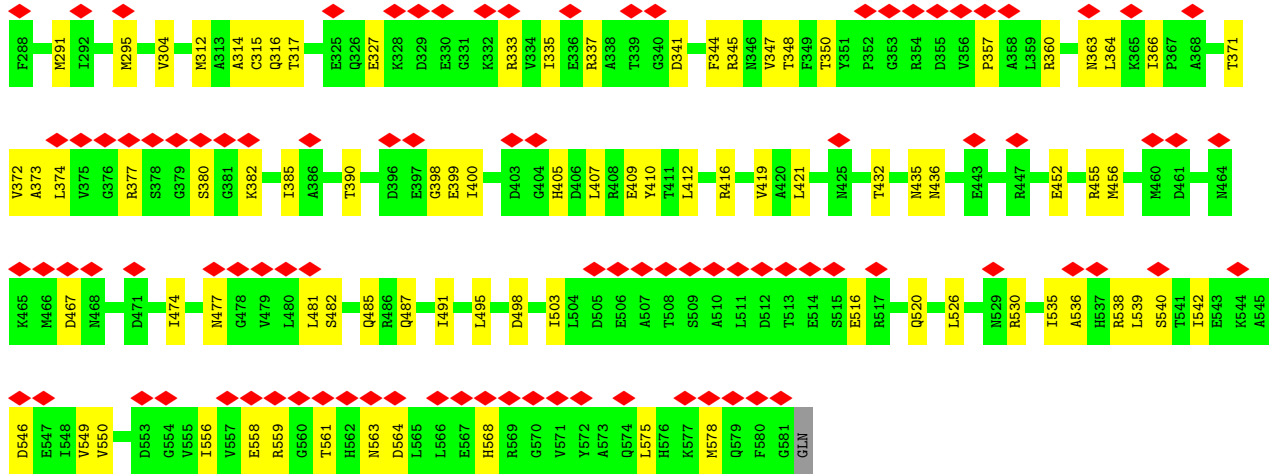 F288 M291 I292 M295 V304 M312 A313 A314 C315 Q316 T317 E325 Q326 E327 K328 D329 E330 G331 K332 R333 V334 I335 E336 R337 A338 T339 G340 D341 F344 R345 N346 V347 T348 F349 T350 Y351 P352 G353 R354 D355 V356 P357 A358 L359 R360 N363 L364 K365 I366 P367 A368 T371
V372 A373 L374 V375 G376 R377 S378 G379 S380 G381 K382 I385 A386 T390 D396 E397 G398 E399 I400 D403 G404 H405 D406 L407 R408 E409 Y410 T411 L412 R416 V419 A420 L421 N425 T432 N435 N436 E443 R447 E452 R455 M456 M460 D461 N464
K465 M466 D467 N468 D471 I474 N477 G478 V479 L480 L481 S482 Q485 R486 Q487 I491 L495 D498 I503 L504 D505 E506 A507 T508 S509 A510 L511 D512 T513 E514 S515 E516 R517 Q520 L526 N529 R530 I535 A536 H537 R538 L539 S540 T541 I542 E543 K544 A545
D546 E547 I548 V549 V550 D553 G554 V555 I556 V557 E558 R559 G560 T561 H562 N563 D564 L565 L566 E567 H568 R569 G570 V571 Y572 A573 Q574 L575 H576 K577 M578 Q579 F580 G581 GLN